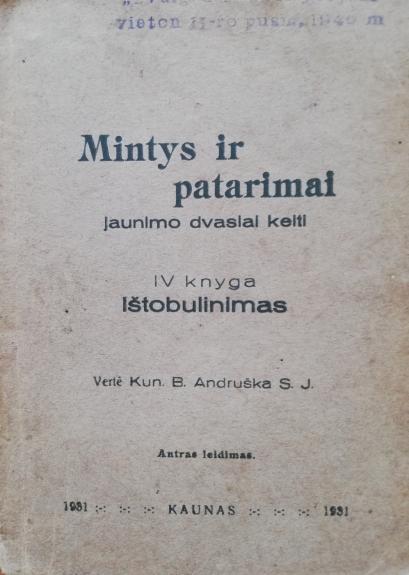 vieton II-ro pusm, 1940 m
Mintys ir
patarimai
jaunimo dvasiai kelti
IV knyga
Ištobulinimas
Vertė Kun. B. Andruška S. J.
Antras leidimas.
1931 :-: :-: :-: KAUNAS :-: :-: :-: 1931